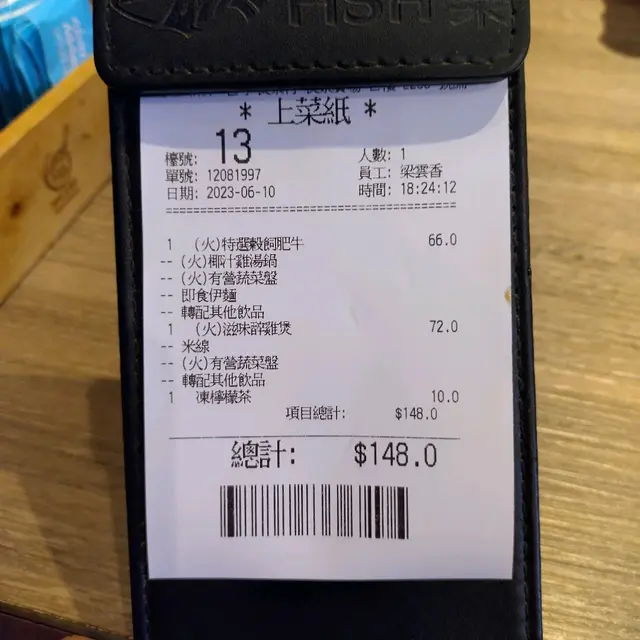 * 上菜紙 *
檯號: 13 人數: 1
單號: 12081997 員工: 梁雲香
日期: 2023-06-10 時間: 18:24:12
1 (火)特選穀飼肥牛 66.0
-- (火)椰汁雞湯鍋
-- (火)有營蔬菜盤
-- 即食伊麵
-- 轉配其他飲品
1 (火)滋味醉雞煲 72.0
-- 米線
-- (火)有營蔬菜盤
-- 轉配其他飲品
1 凍檸檬茶 10.0
項目總計: $148.0
總計: $148.0